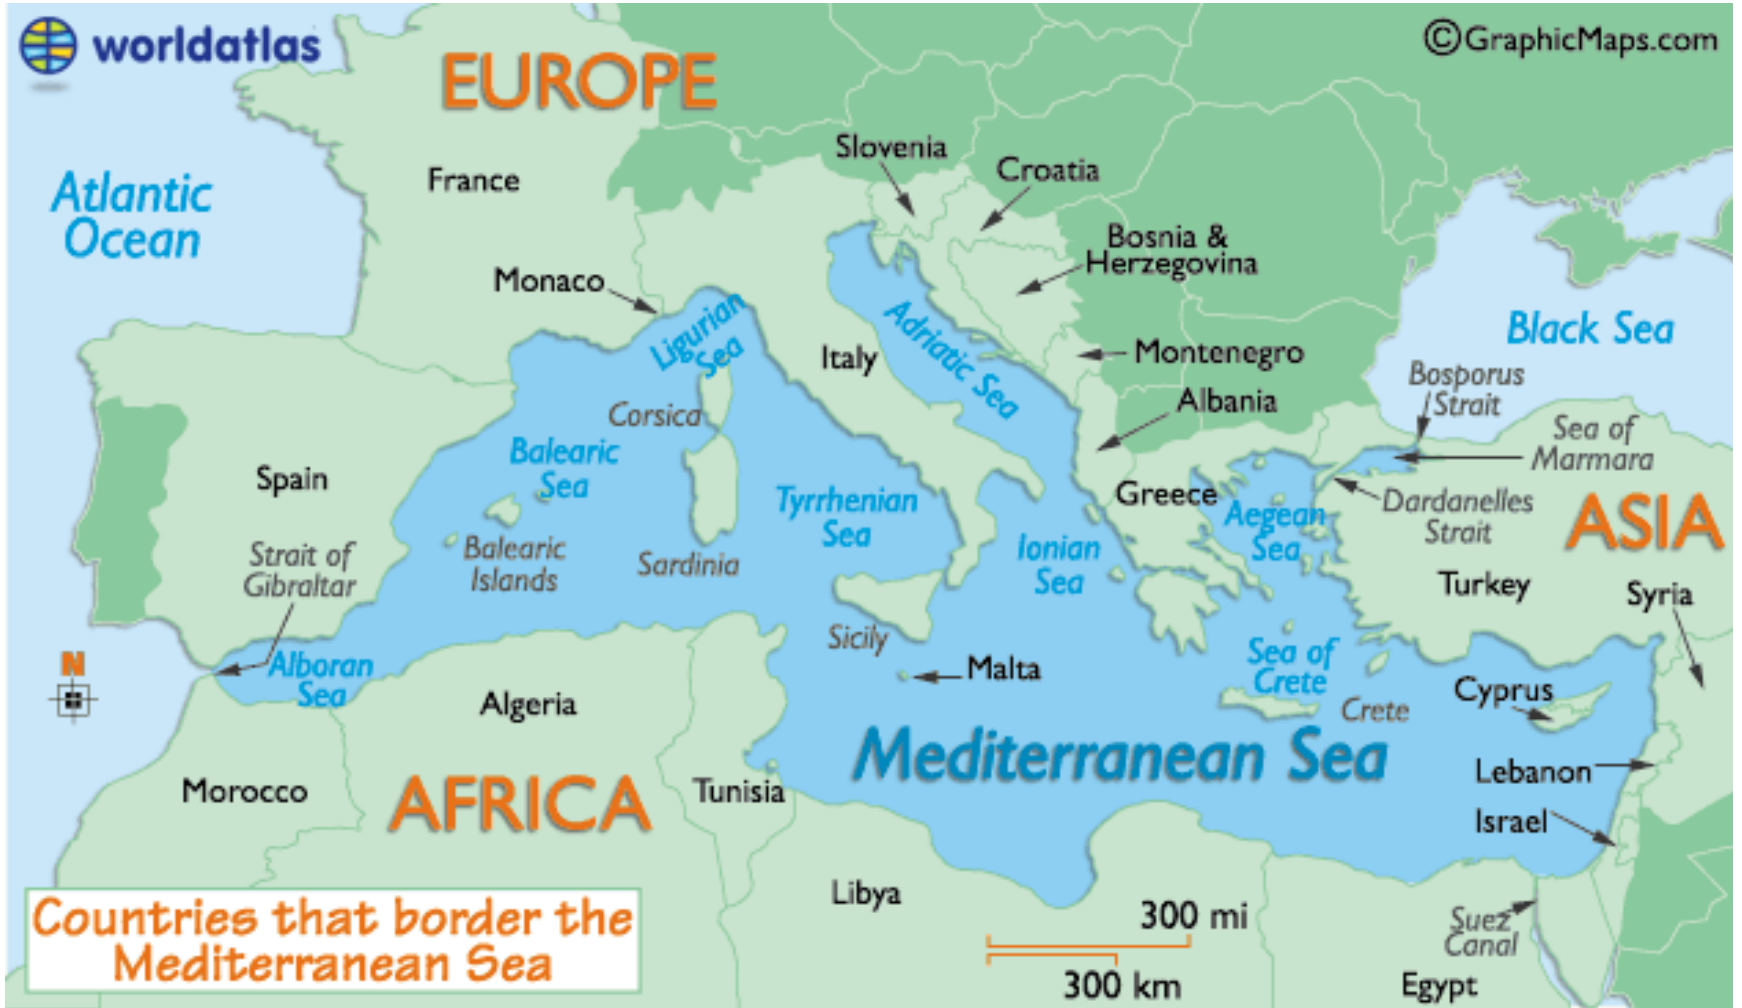 worldatlas
©GraphicMaps.com
EUROPE
Slovenia
Croatia
France
Atlantic
Ocean
Bosnia &
Herzegovina
Monaco
Ligurian
Sea
Adriatic Sea
Black Sea
Italy
Montenegro
Bosporus
Strait
Albania
Corsica
Sea of
Marmara
Balearic
Sea
Spain
Tyrrhenian
Sea
Greece
Aegean
Sea
Dardanelles
Strait
ASIA
Strait of
Gibraltar
Balearic
Islands
Sardinia
Ionian
Sea
Turkey
Syria
Sicily
N
Alboran
Sea
Malta
Sea of
Crete
Crete
Cyprus
Algeria
Mediterranean Sea
Lebanon
Morocco
AFRICA
Tunisia
Israel
Libya
Countries that border the
Mediterranean Sea
300 mi
300 km
Suez
Canal
Egypt